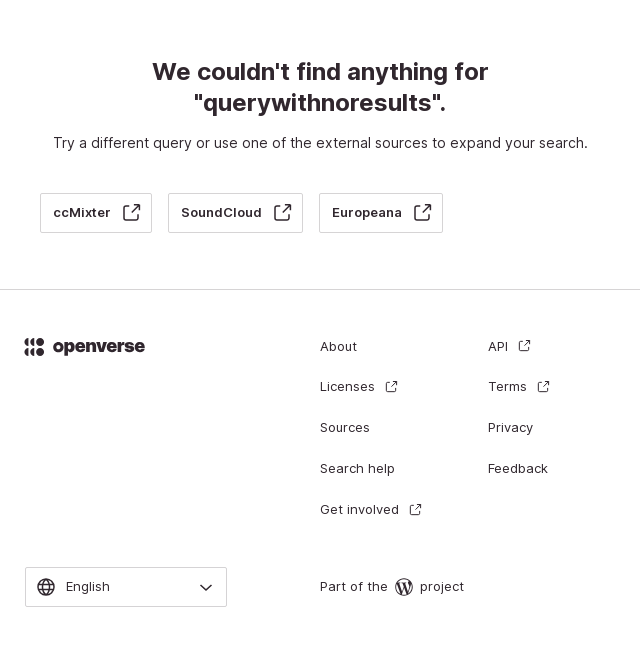 We couldn't find anything for
"querywithnoresults".
Try a different query or use one of the external sources to expand your search.
ccMixter
SoundCloud
Europeana
openverse
About
API
Licenses
Terms
Sources
Privacy
Search help
Feedback
Get involved
English
Part of the project